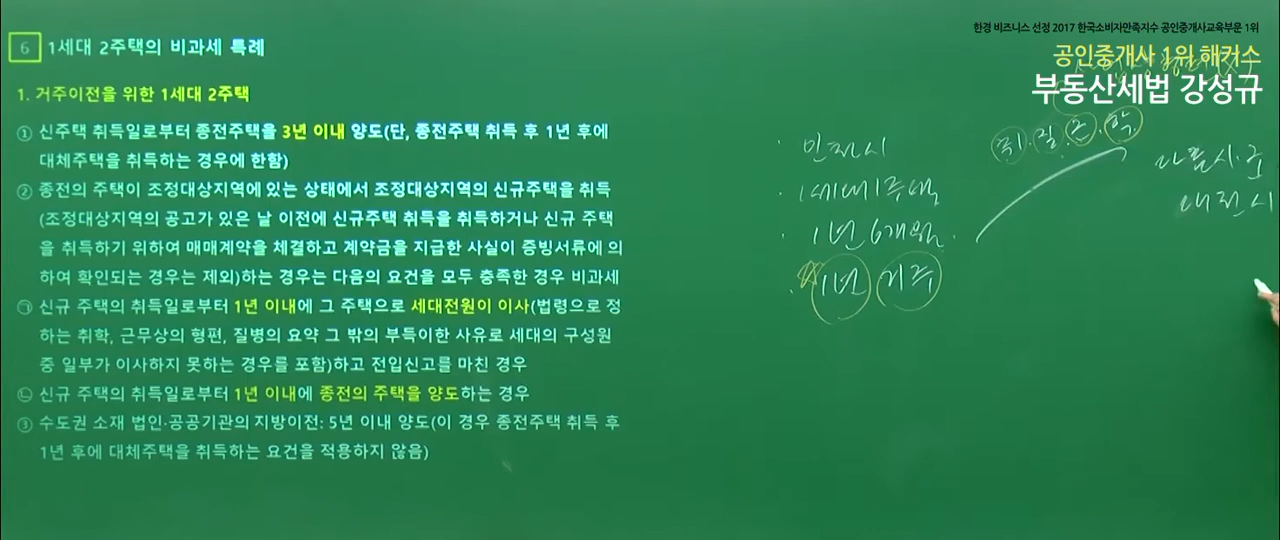 한경 비즈니스 선정 2017 한국소비자만족지수 공인중개사교육부문 1위
공인중개사 1위 해커스
부동산세법 강성규
6 1세대 2주택의 비과세 특례
1. 거주이전을 위한 1세대 2주택
① 신주택 취득일로부터 종전주택을 3년 이내 양도(단, 종전주택 취득 후 1년 후에
대체주택을 취득하는 경우에 한함)
② 종전의 주택이 조정대상지역에 있는 상태에서 조정대상지역의 신규주택을 취득
(조정대상지역의 공고가 있은 날 이전에 신규주택 취득을 취득하거나 신규 주택
을 취득하기 위하여 매매계약을 체결하고 계약금을 지급한 사실이 증빙서류에 의
하여 확인되는 경우는 제외)하는 경우는 다음의 요건을 모두 충족한 경우 비과세
㉠ 신규 주택의 취득일로부터 1년 이내에 그 주택으로 세대전원이 이사(법령으로 정
하는 취학, 근무상의 형편, 질병의 요약 그 밖의 부득이한 사유로 세대의 구성원
중 일부가 이사하지 못하는 경우를 포함)하고 전입신고를 마친 경우
㉡ 신규 주택의 취득일로부터 1년 이내에 종전의 주택을 양도하는 경우
③ 수도권 소재 법인·공공기관의 지방이전: 5년 이내 양도(이 경우 종전주택 취득 후
1년 후에 대체주택을 취득하는 요건을 적용하지 않음)
· 1세대1주택
· 1년 6개월.
· 1년 거주
질. 근. 학.
다른시.군